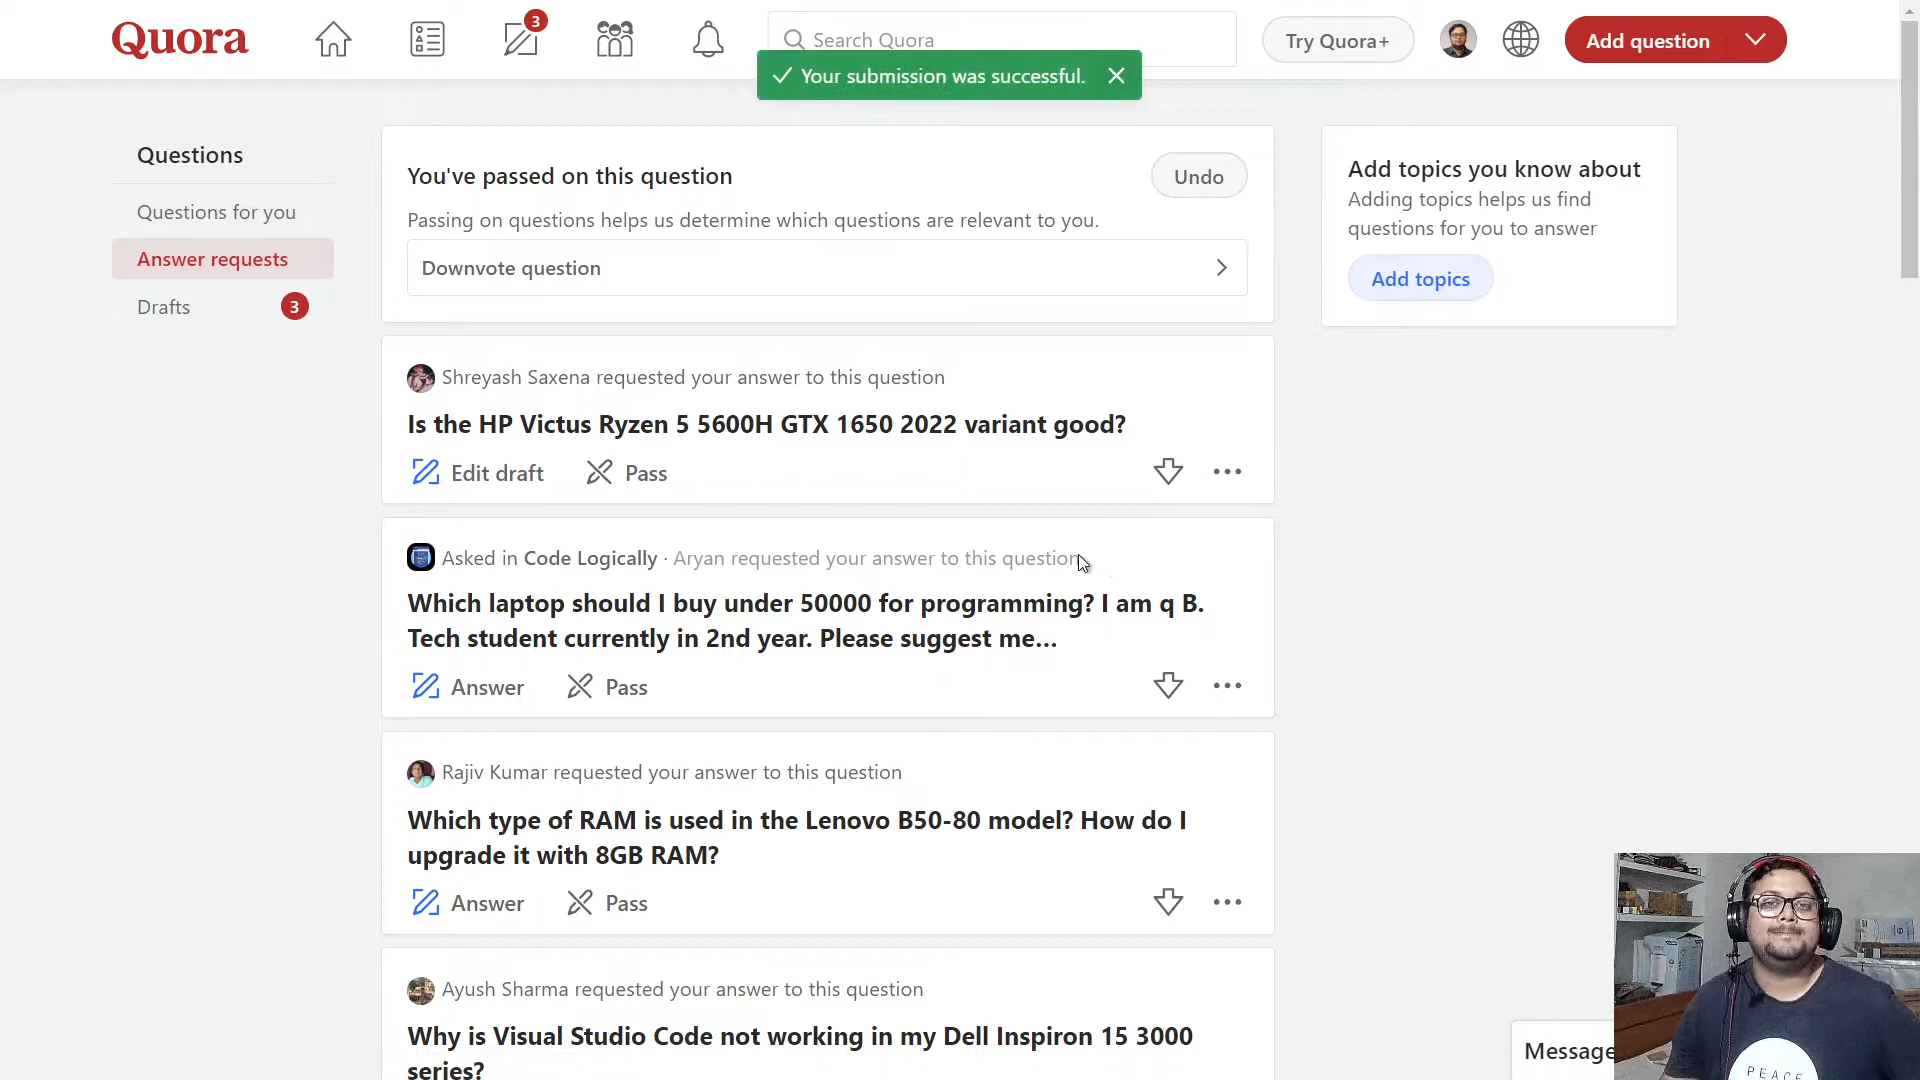 Quora
3
Search Quora
Try Quora+
Add question
Your submission was successful.
Questions
Questions for you
Answer requests
Drafts
3
You've passed on this question
Undo
Passing on questions helps us determine which questions are relevant to you.
Downvote question
Add topics you know about
Adding topics helps us find
questions for you to answer
Add topics
Shreyash Saxena requested your answer to this question
Is the HP Victus Ryzen 5 5600H GTX 1650 2022 variant good?
Edit draft
Pass
Asked in Code Logically · Aryan requested your answer to this question
Which laptop should I buy under 50000 for programming? I am q B.
Tech student currently in 2nd year. Please suggest me...
Answer
Pass
Rajiv Kumar requested your answer to this question
Which type of RAM is used in the Lenovo B50-80 model? How do I
upgrade it with 8GB RAM?
Answer
Pass
Ayush Sharma requested your answer to this question
Why is Visual Studio Code not working in my Dell Inspiron 15 3000
series?
Message
PEACE